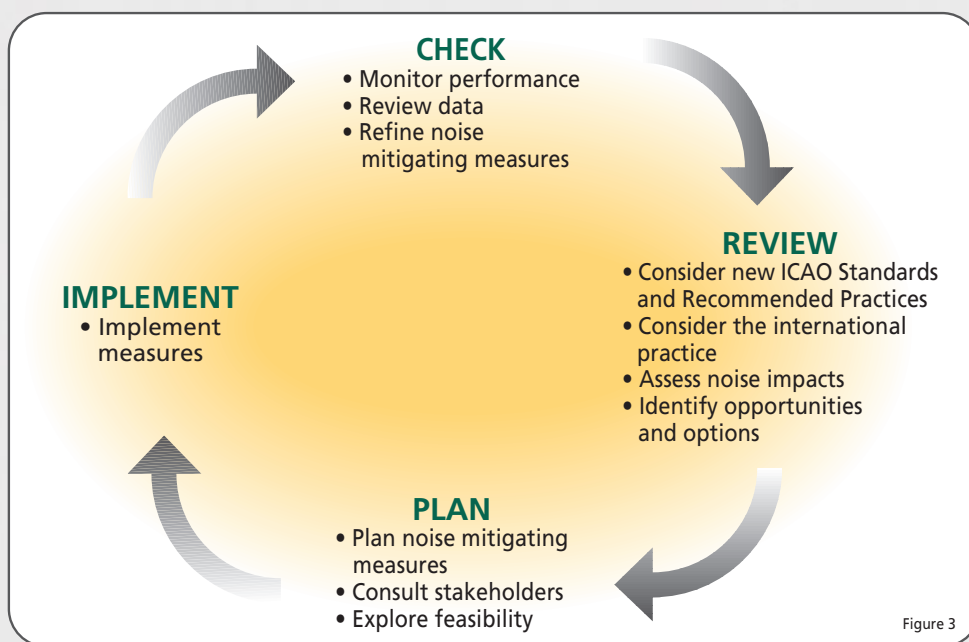 CHECK
• Monitor performance
• Review data
• Refine noise
mitigating measures
REVIEW
• Consider new ICAO Standards
and Recommended Practices
• Consider the international
practice
• Assess noise impacts
• Identify opportunities
and options
PLAN
• Plan noise mitigating
measures
• Consult stakeholders
• Explore feasibility
IMPLEMENT
• Implement
measures
Figure 3